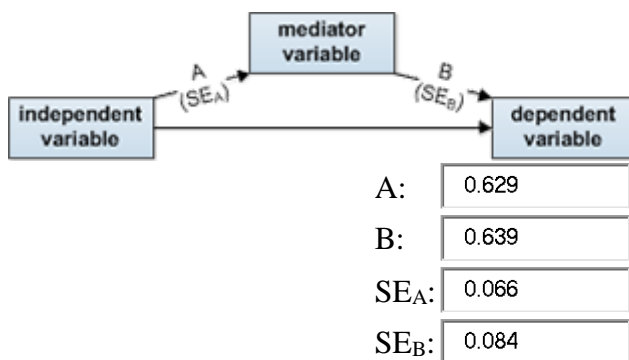 mediator
variable
A
(SEA)
B
(SEB)
independent
variable
dependent
variable
A: 0.629
B: 0.639
SEA: 0.066
SEB: 0.084